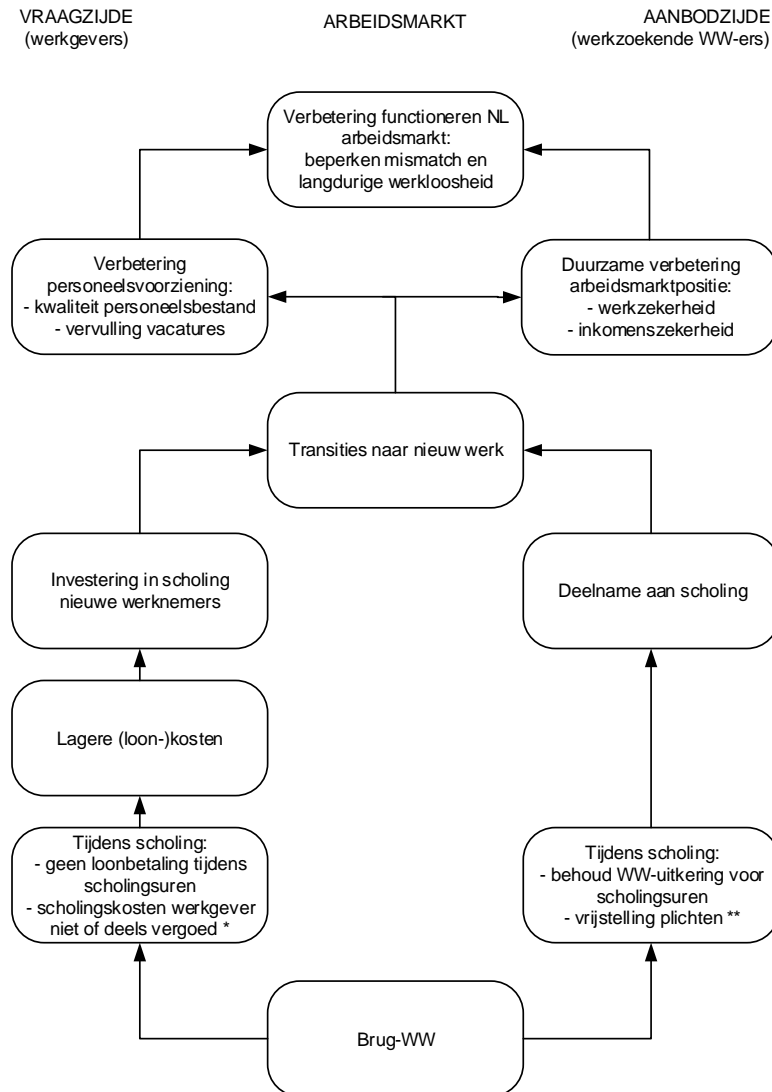 VRAAGZIJDE
(werkgevers)
ARBEIDSMARKT
AANBODZIJDE
(werkzoekende WW-ers)
Verbetering functioneren NL
arbeidsmarkt:
beperken mismatch en
langdurige werkloosheid
Verbetering
personeelsvoorziening:
- kwaliteit personeelsbestand
- vervulling vacatures
Duurzame verbetering
arbeidsmarktpositie:
- werkzekerheid
- inkomenszekerheid
Transities naar nieuw werk
Investering in scholing
nieuwe werknemers
Deelname aan scholing
Lagere (loon-)kosten
Tijdens scholing:
- geen loonbetaling tijdens
scholingsuren
- scholingskosten werkgever
niet of deels vergoed *
Tijdens scholing:
- behoud WW-uitkering voor
scholingsuren
- vrijstelling plichten **
Brug-WW